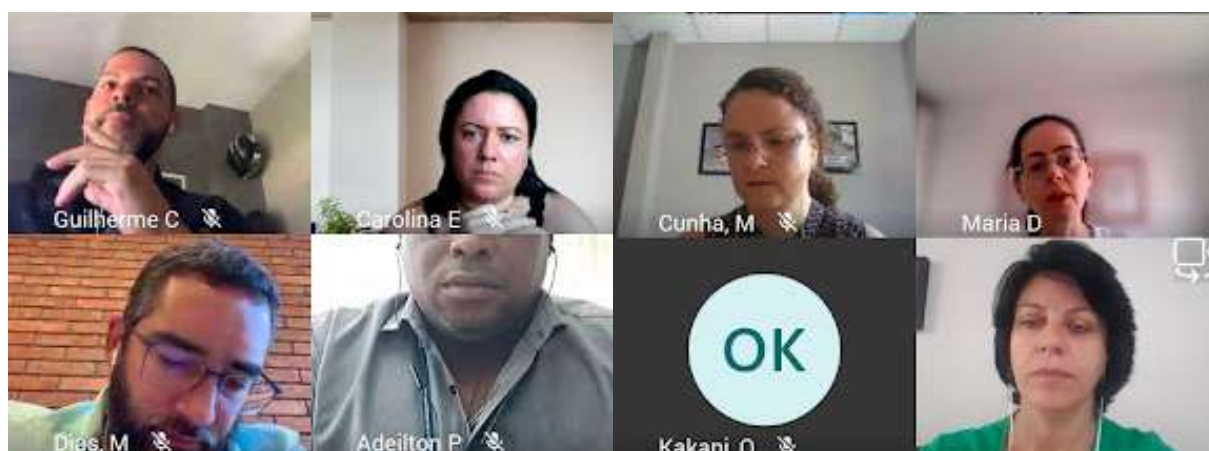 Guilherme C
Carolina E
Cunha, M
Maria D
Dias, M
Adeilton P
OK
Kakani, O